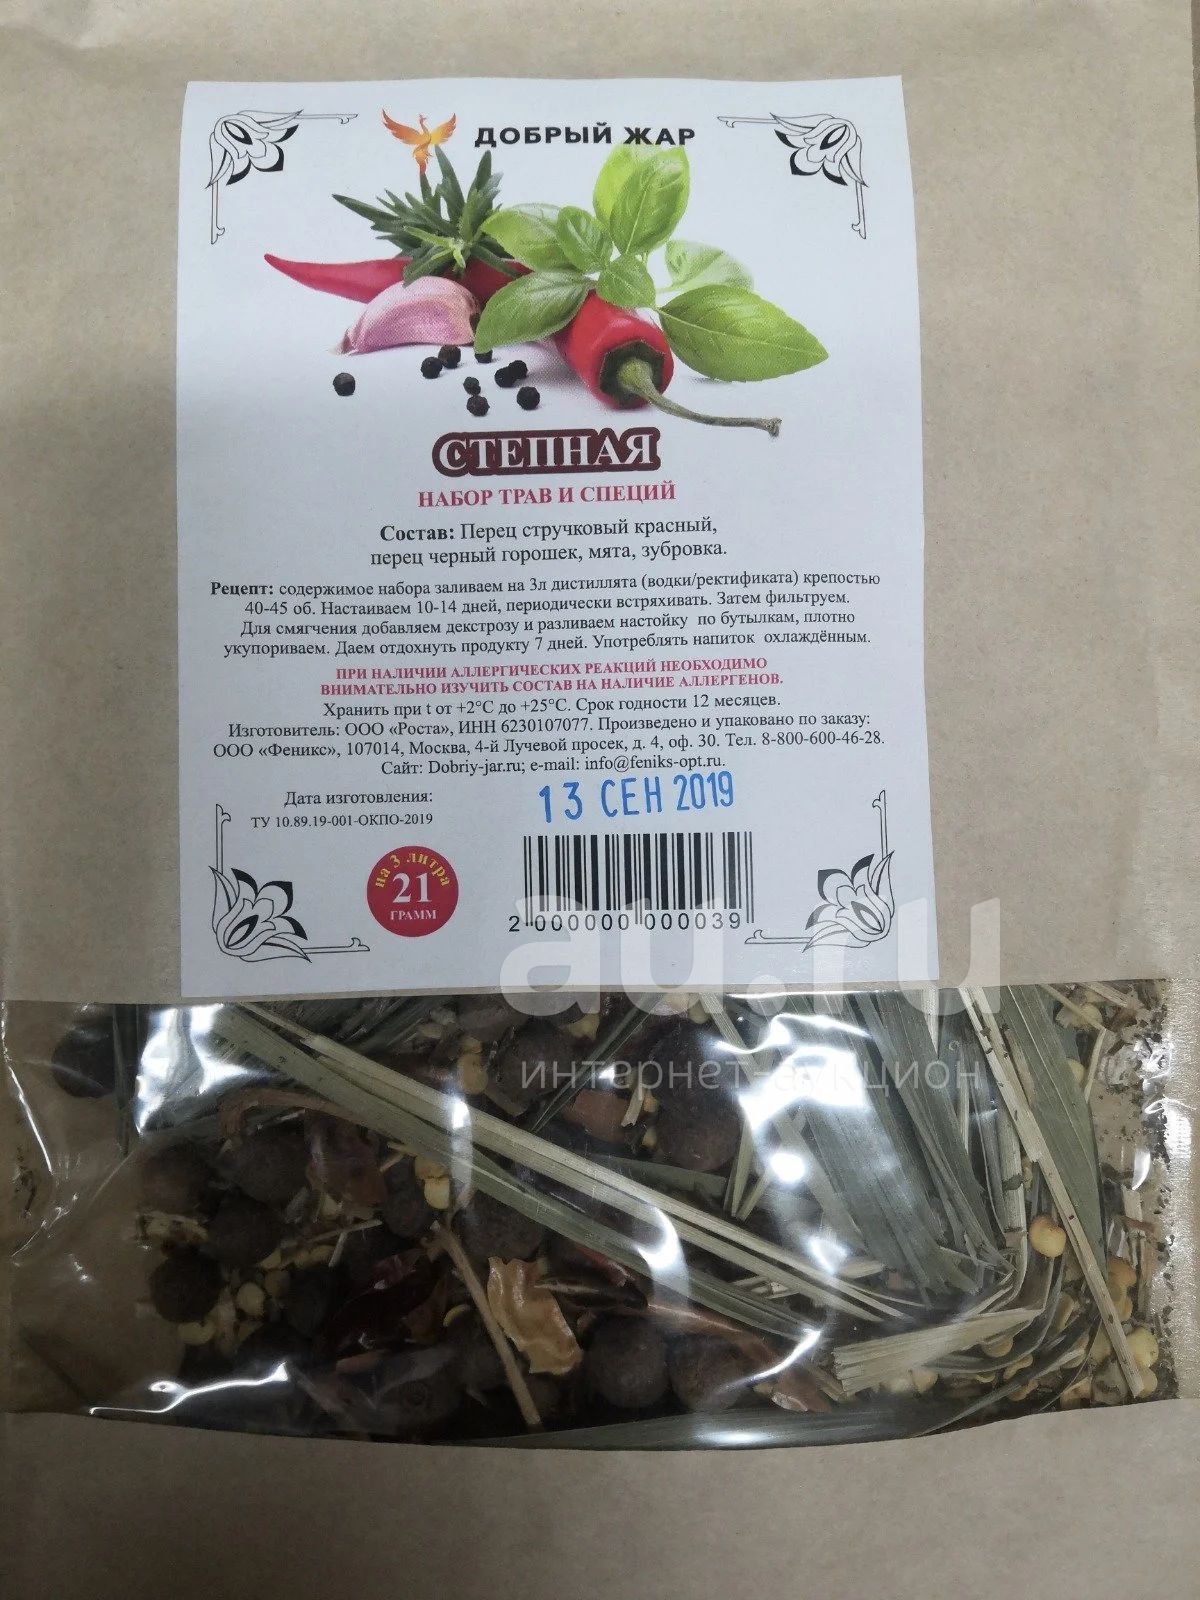 ДОБРЫЙ ЖАР
СТЕПНАЯ
НАБОР ТРАВ И СПЕЦИЙ
Состав: Перец стручковый красный,
перец черный горошек, мята, зубровка.
Рецепт: содержимое набора заливаем на 3л дистиллята (водки/ректификата) крепостью
40-45 об. Настаиваем 10-14 дней, периодически встряхивать. Затем фильтруем.
Для смягчения добавляем декстрозу и разливаем настойку по бутылкам, плотно
укупориваем. Даем отдохнуть продукту 7 дней. Употреблять напиток охлаждённым.
ПРИ НАЛИЧИИ АЛЛЕРГИЧЕСКИХ РЕАКЦИЙ НЕОБХОДИМО
ВНИМАТЕЛЬНО ИЗУЧИТЬ СОСТАВ НА НАЛИЧИЕ АЛЛЕРГЕНОВ.
Хранить при t от +2°С до +25°С. Срок годности 12 месяцев.
Изготовитель: ООО «Роста», ИНН 6230107077. Произведено и упаковано по заказу:
ООО «Феникс», 107014, Москва, 4-й Лучевой просек, д. 4, оф. 30. Тел. 8-800-600-46-28.
Сайт: Dobriy-jar.ru; e-mail: info@feniks-opt.ru.
Дата изготовления:
13 СЕН 2019
ТУ 10.89.19-001-ОКПО-2019
на 3 литра
21
ГРАММ
2 000000 000039
au.ru
интернет-аукцион